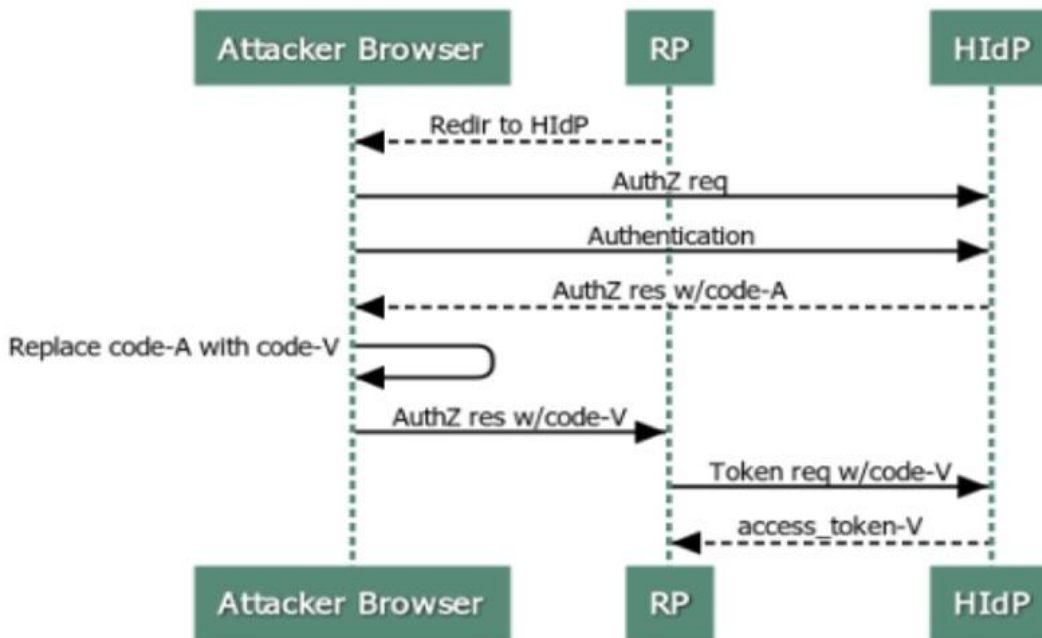 Attacker Browser
RP
HIdP
Redir to HIdP
AuthZ req
Authentication
AuthZ res w/code-A
Replace code-A with code-V
AuthZ res w/code-V
Token req w/code-V
access_token-V
Attacker Browser
RP
HIdP